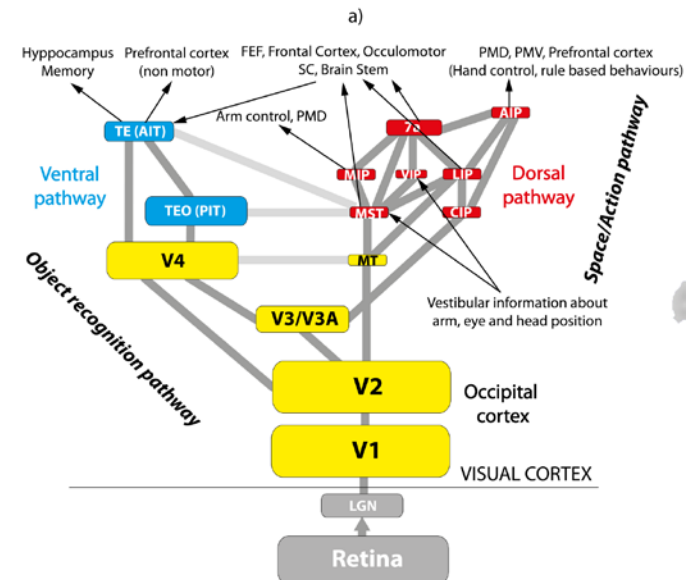 a)
Hyppocampus
Memory
Prefrontal cortex
(non motor)
FEF, Frontal Cortex, Occulomotor
SC, Brain Stem
PMD, PMV, Prefrontal cortex
(Hand control, rule based behaviours)
Arm control, PMD
TE (AIT)
7a
AIP
Ventral
pathway
MIP
VIP
LIP
Dorsal
pathway
TEO (PIT)
MST
CIP
Space/Action pathway
V4
MT
Object recognition pathway
V3/V3A
Vestibular information about
arm, eye and head position
V2
Occipital
cortex
V1
VISUAL CORTEX
LGN
Retina